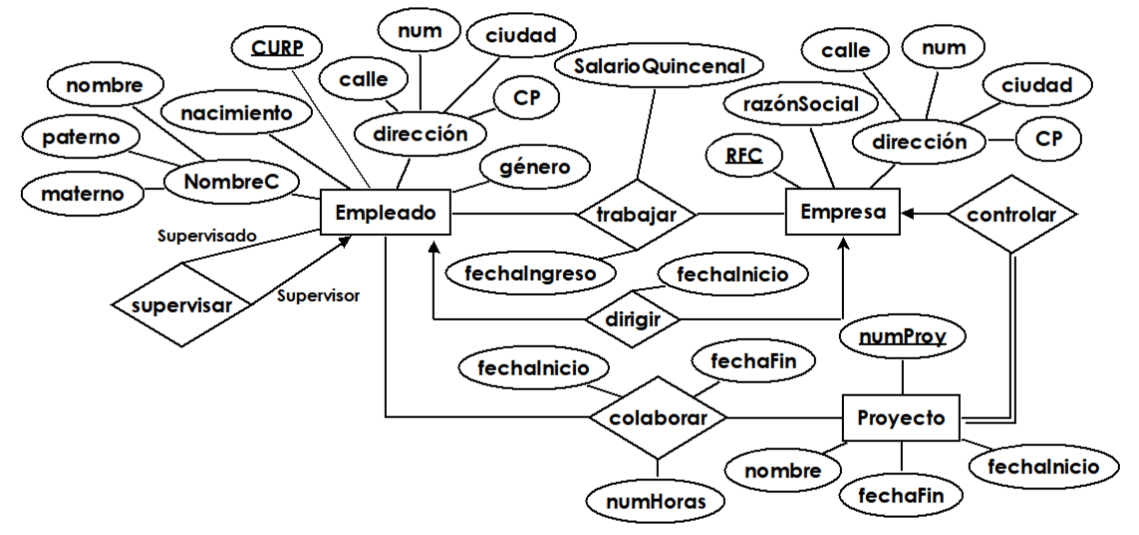 num
ciudad
CURP
calle
nombre
nacimiento
CP
dirección
paterno
NombreC
materno
género
Empleado
SalarioQuincenal
calle
num
ciudad
razónSocial
dirección
CP
RFC
trabajar
Empresa
controlar
Supervisado
supervisar
Supervisor
fechaIngreso
fechaInicio
dirigir
numProy
fechaInicio
fechaFin
colaborar
Proyecto
nombre
fechaInicio
fechaFin
numHoras